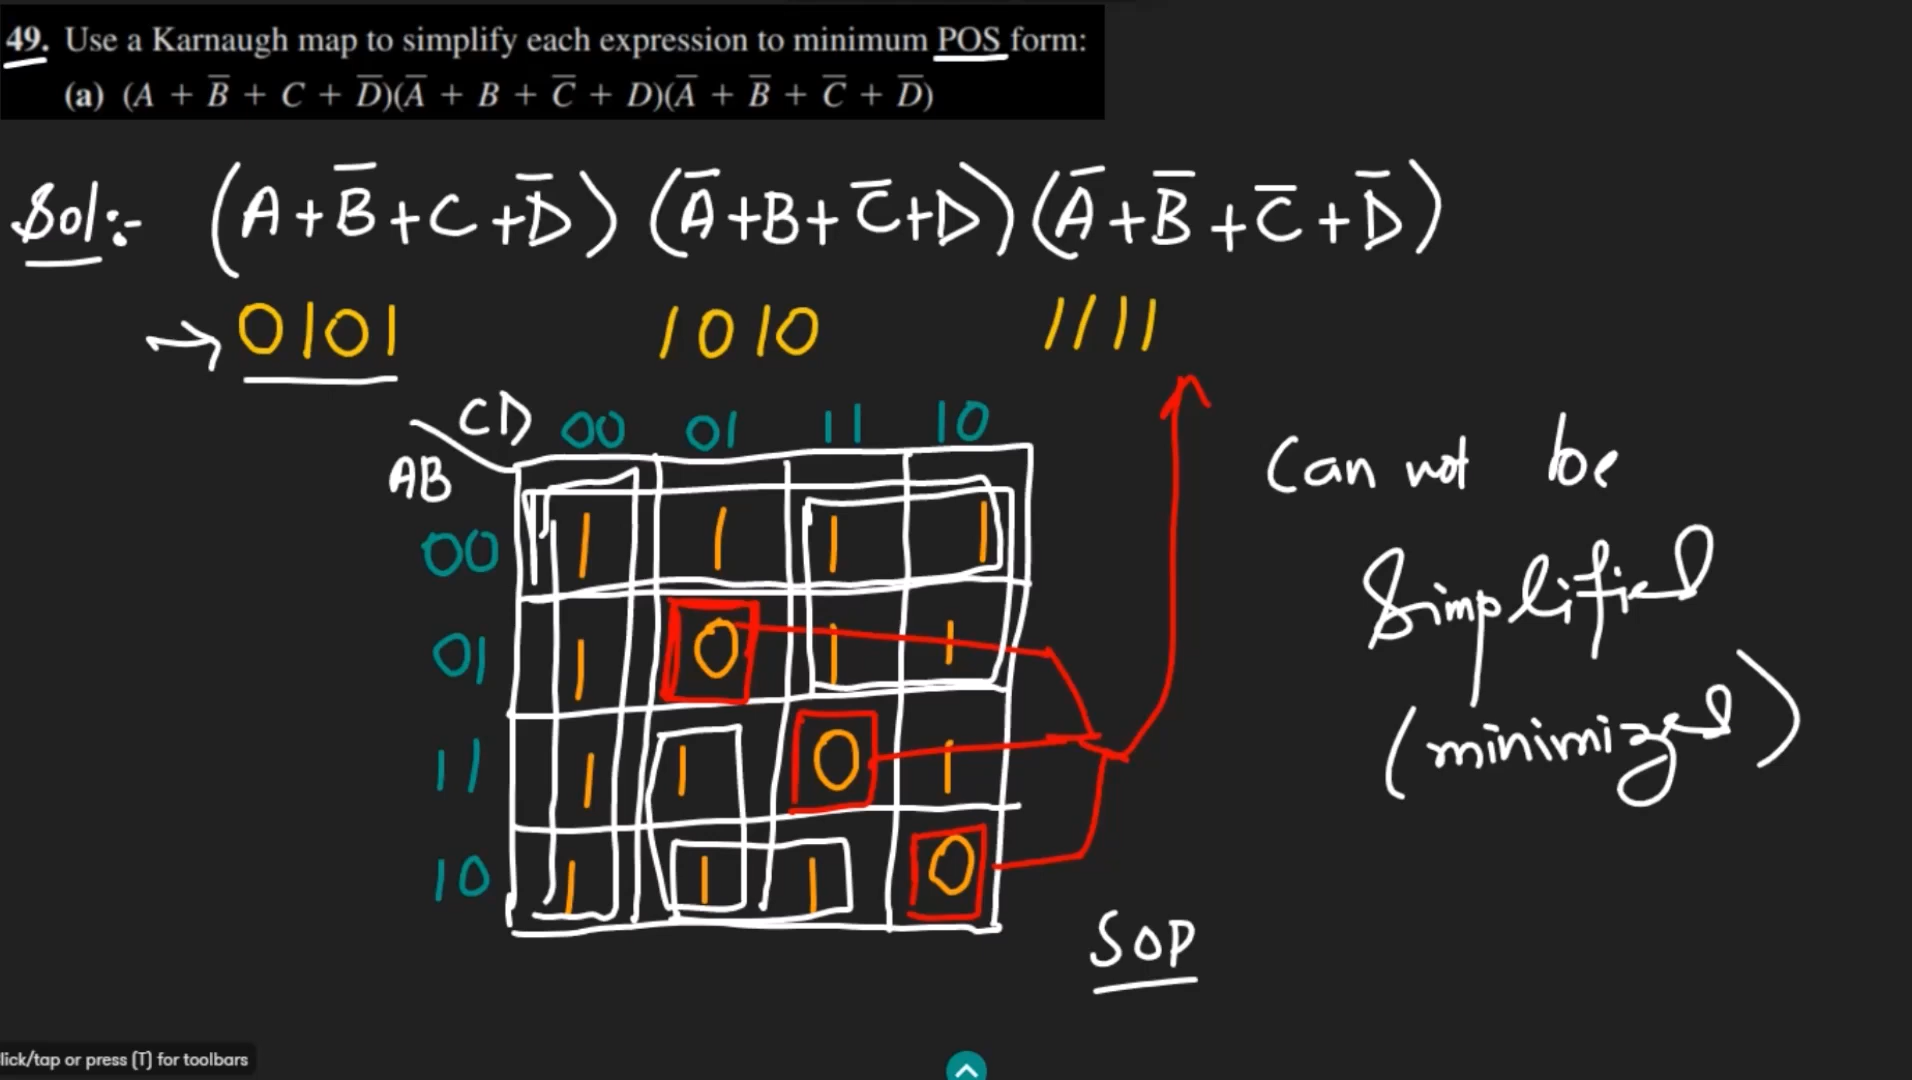 49. Use a Karnaugh map to simplify each expression to minimum POS form:
(a) (A + B̅ + C + D̅)(A̅ + B + C̅ + D)(A̅ + B̅ + C̅ + D̅)
Sol:- (A+B̅+C+D̅) (A̅+B+C̅+D) (A̅+B̅+C̅+D̅)
→ 0101 1010 1111
CD 00 01 11 10
AB
00 1 1 1 1
01 1 0 1 1
11 1 1 0 1
10 1 1 1 0
Can not be
Simplified
(minimized)
SOP
lick/tap or press (T) for toolbars